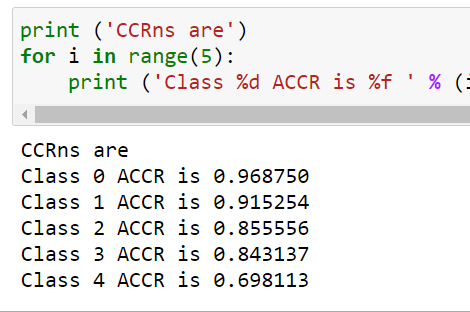 print ('CCRns are')
for i in range(5):
    print ('Class %d ACCR is %f ' % (i
CCRns are
Class 0 ACCR is 0.968750
Class 1 ACCR is 0.915254
Class 2 ACCR is 0.855556
Class 3 ACCR is 0.843137
Class 4 ACCR is 0.698113